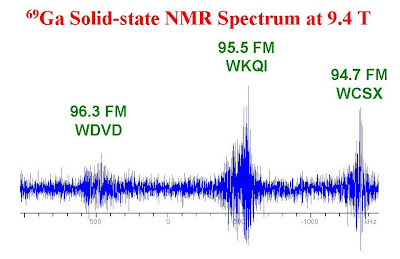 ⁶⁹Ga Solid-state NMR Spectrum at 9.4 T
95.5 FM
WKQI
94.7 FM
WCSX
96.3 FM
WDVD
500
0
-1000
kHz